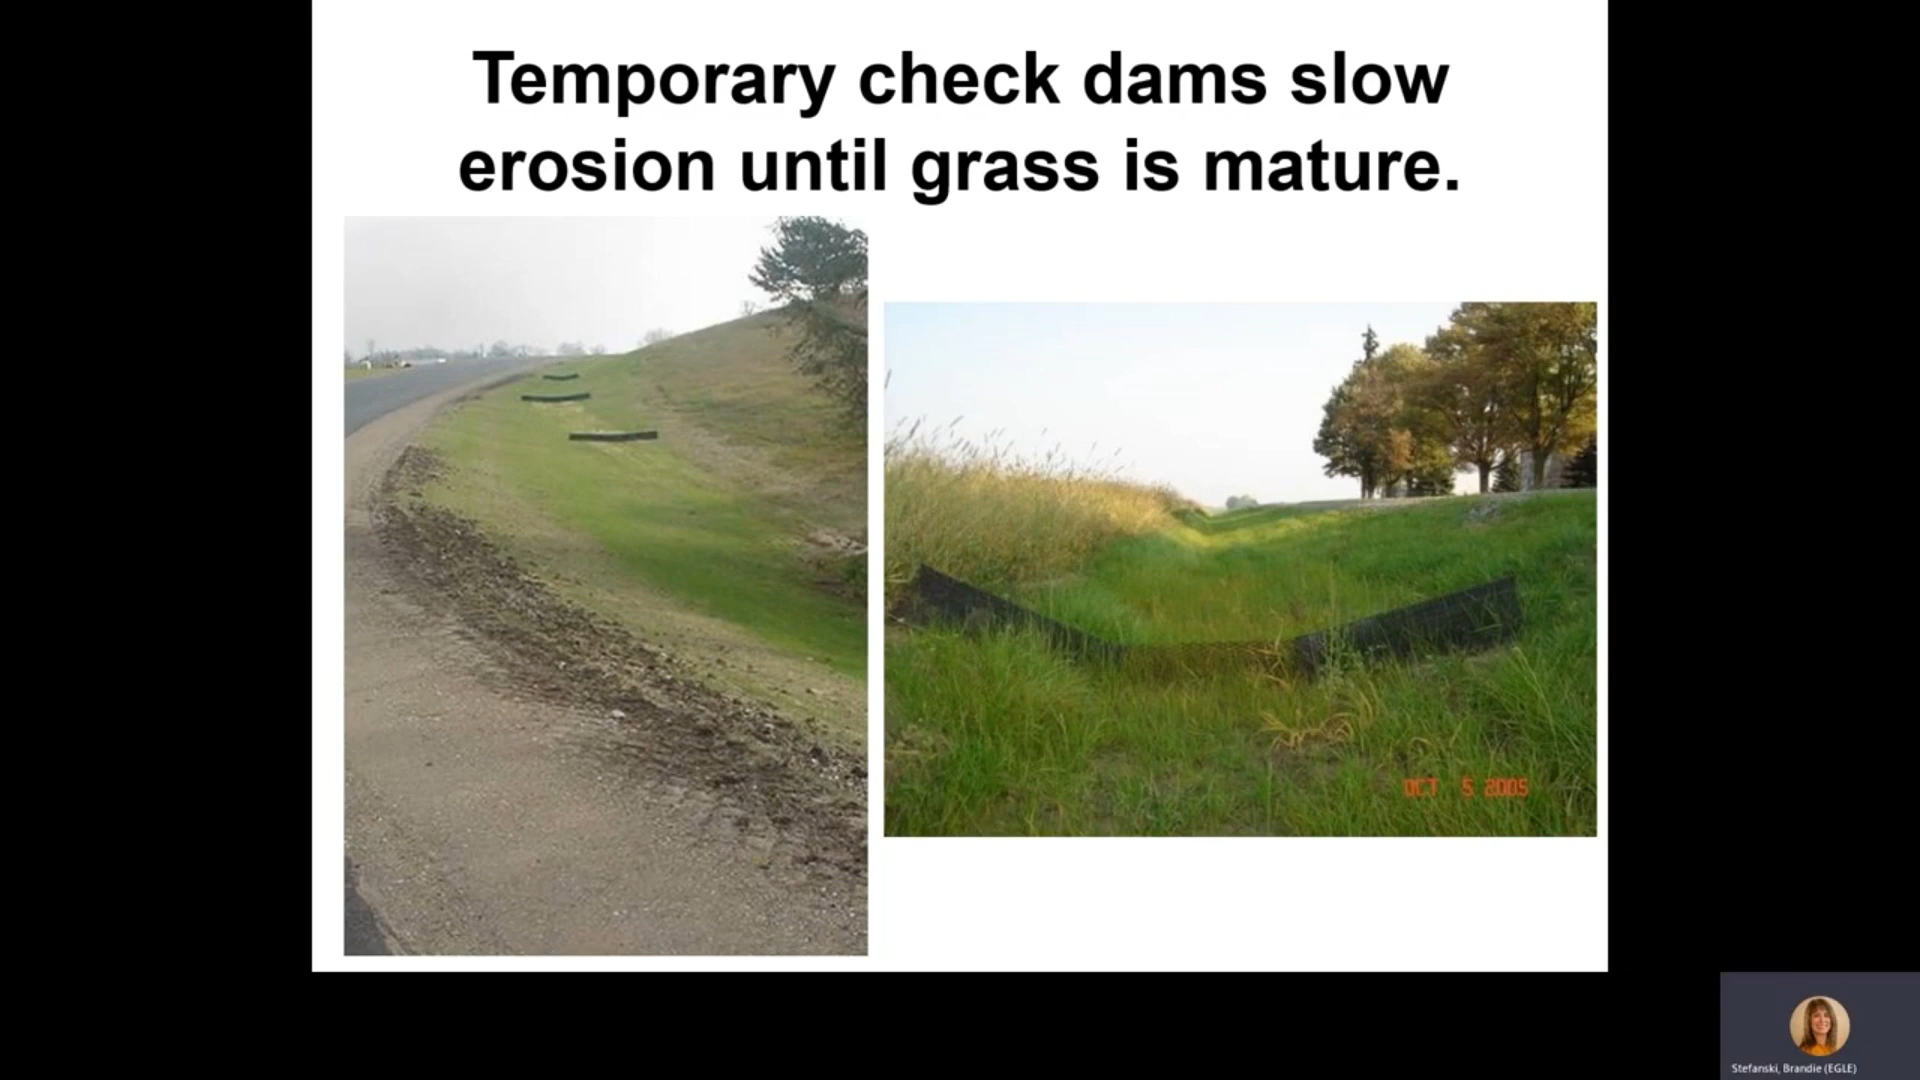 Temporary check dams slow
erosion until grass is mature.
OCT 5 2005
Stefanski, Brandie (EGLE)